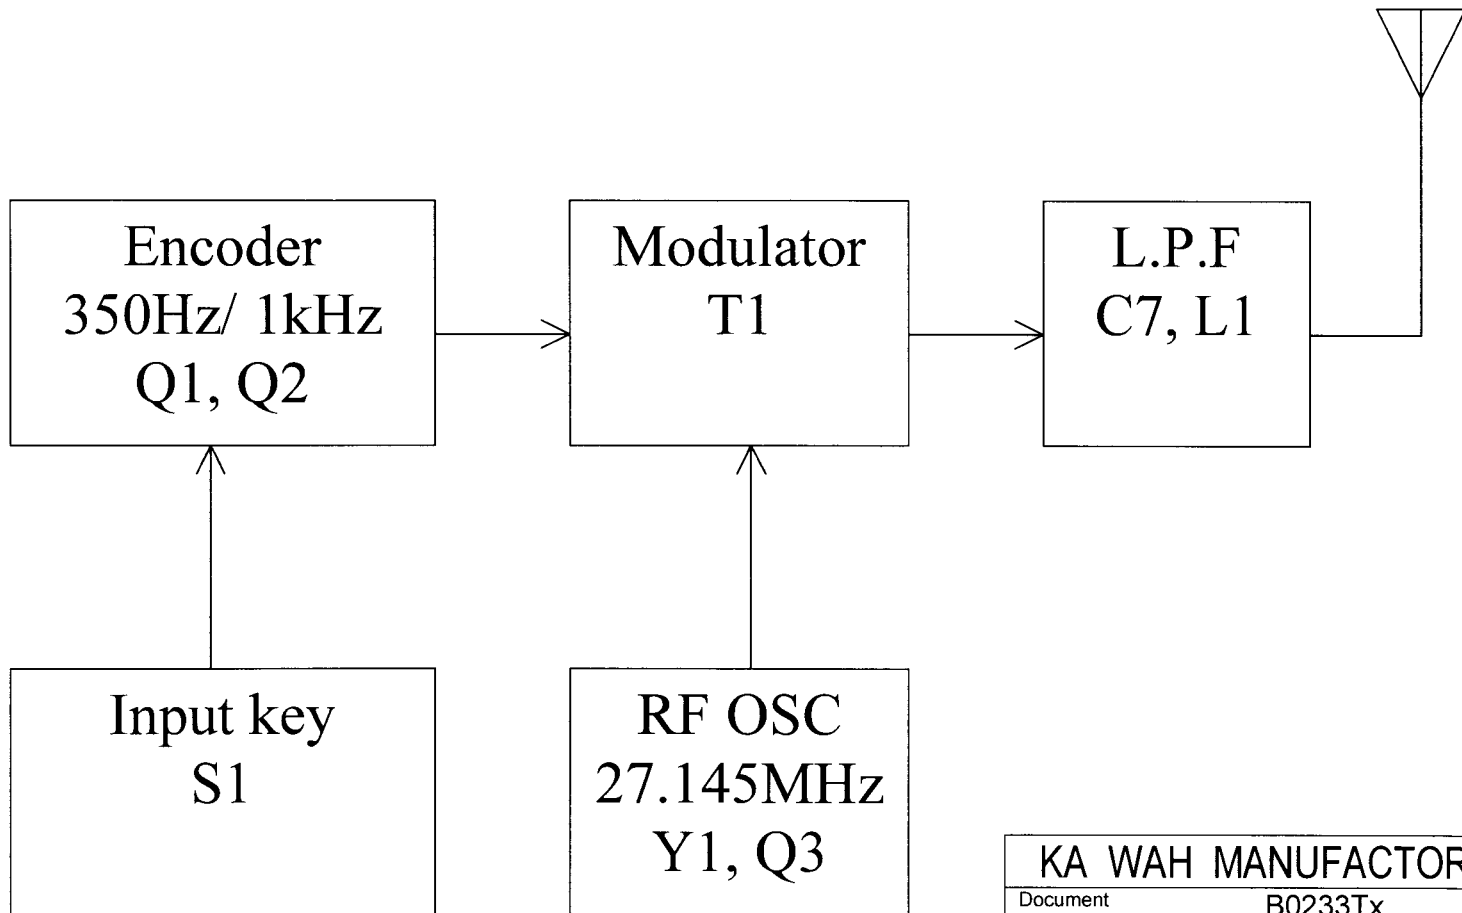 Encoder
350Hz/ 1kHz
Q1, Q2
Modulator
T1
L.P.F
C7, L1
Input key
S1
RF OSC
27.145MHz
Y1, Q3
KA WAH MANUFACTOR
Document
B0233Tx